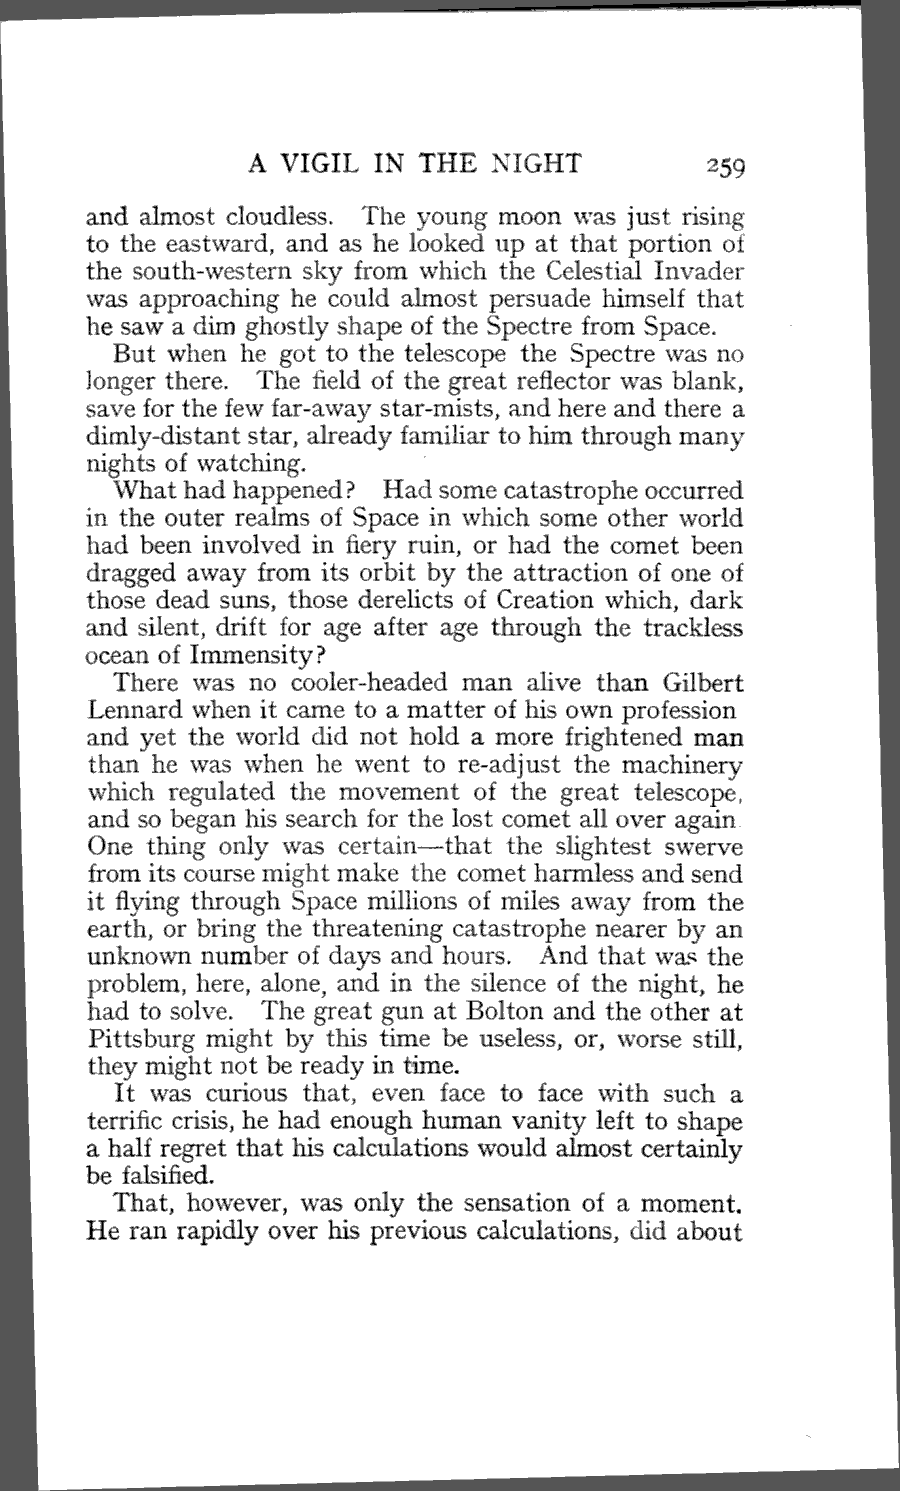 A VIGIL IN THE NIGHT 259
and almost cloudless. The young moon was just rising
to the eastward, and as he looked up at that portion of
the south-western sky from which the Celestial Invader
was approaching he could almost persuade himself that
he saw a dim ghostly shape of the Spectre from Space.
But when he got to the telescope the Spectre was no
longer there. The field of the great reflector was blank,
save for the few far-away star-mists, and here and there a
dimly-distant star, already familiar to him through many
nights of watching.
What had happened? Had some catastrophe occurred
in the outer realms of Space in which some other world
had been involved in fiery ruin, or had the comet been
dragged away from its orbit by the attraction of one of
those dead suns, those derelicts of Creation which, dark
and silent, drift for age after age through the trackless
ocean of Immensity?
There was no cooler-headed man alive than Gilbert
Lennard when it came to a matter of his own profession
and yet the world did not hold a more frightened man
than he was when he went to re-adjust the machinery
which regulated the movement of the great telescope,
and so began his search for the lost comet all over again.
One thing only was certain—that the slightest swerve
from its course might make the comet harmless and send
it flying through Space millions of miles away from the
earth, or bring the threatening catastrophe nearer by an
unknown number of days and hours. And that was the
problem, here, alone, and in the silence of the night, he
had to solve. The great gun at Bolton and the other at
Pittsburg might by this time be useless, or, worse still,
they might not be ready in time.
It was curious that, even face to face with such a
terrific crisis, he had enough human vanity left to shape
a half regret that his calculations would almost certainly
be falsified.
That, however, was only the sensation of a moment.
He ran rapidly over his previous calculations, did about